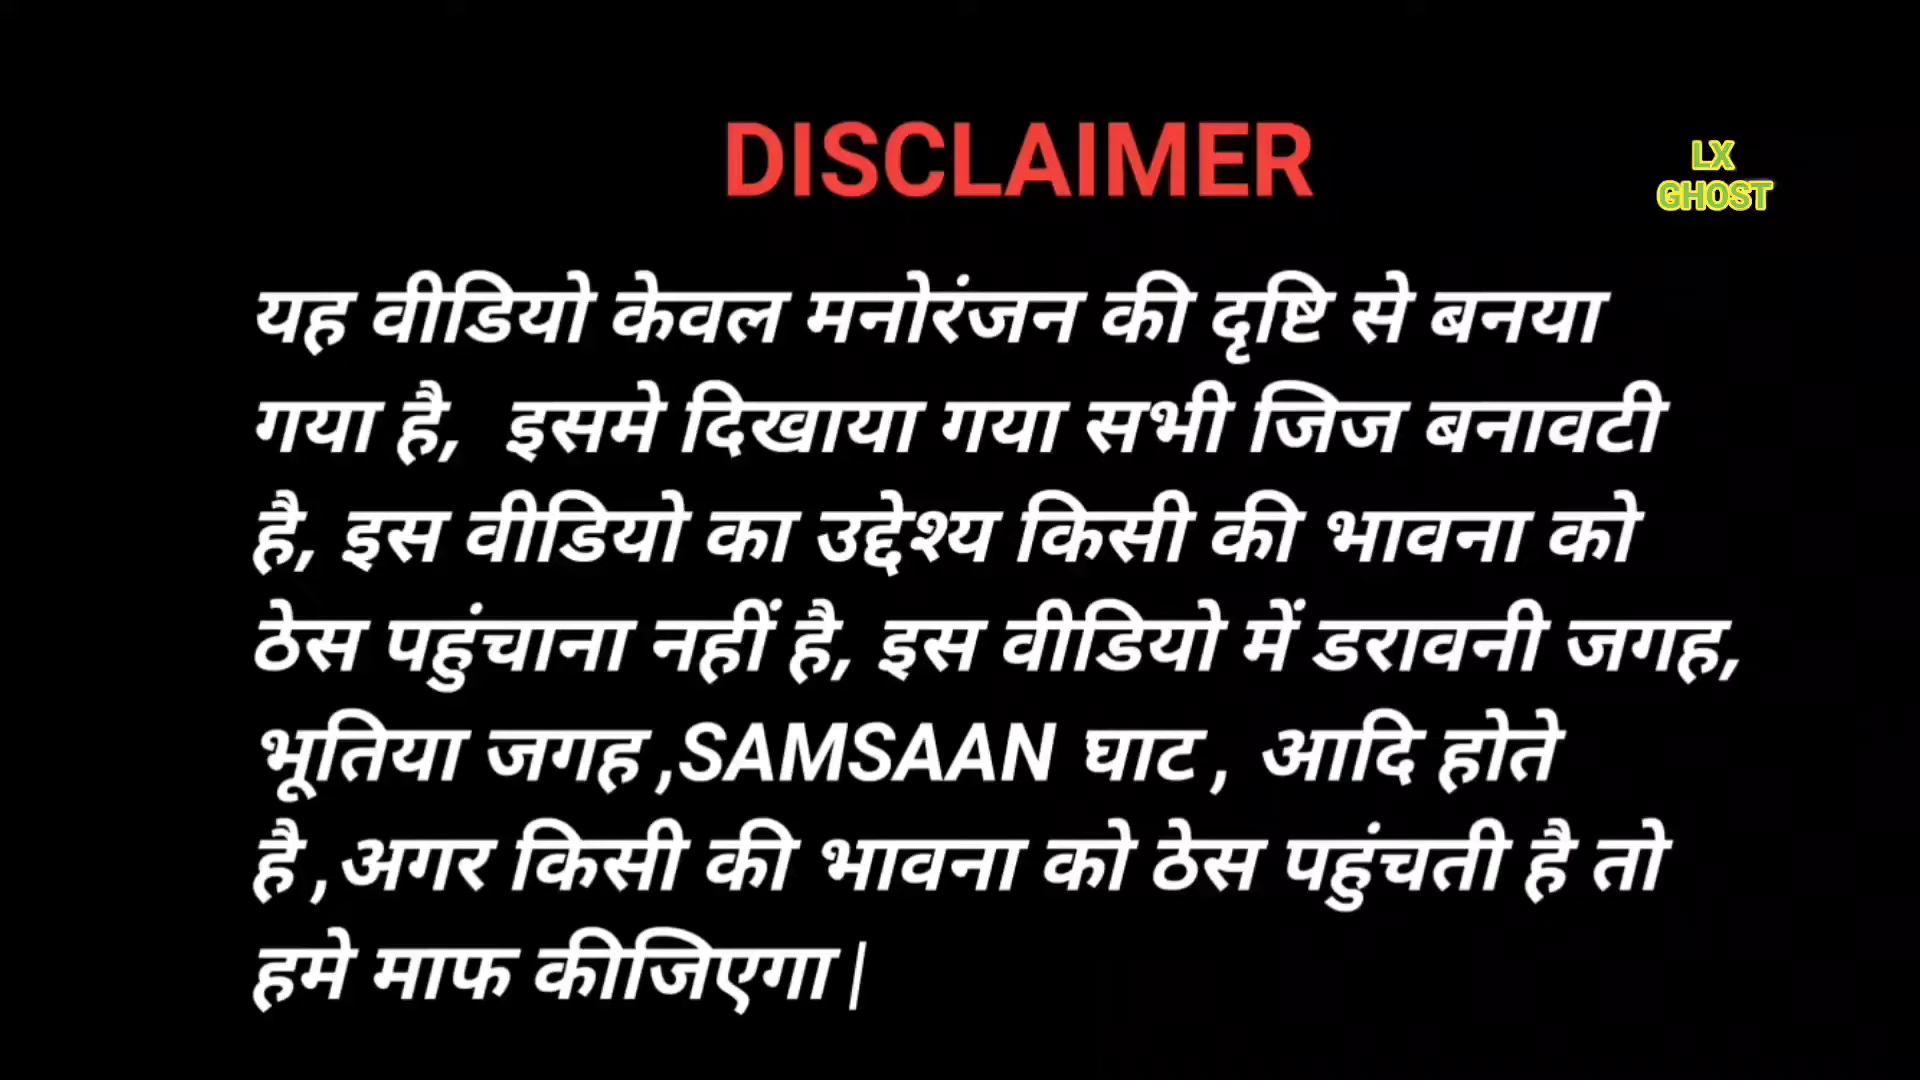 DISCLAIMER
LX
GHOST
यह वीडियो केवल मनोरंजन की दृष्टि से बनया
गया है, इसमे दिखाया गया सभी जिज बनावटी
है, इस वीडियो का उद्देश्य किसी की भावना को
ठेस पहुंचाना नहीं है, इस वीडियो में डरावनी जगह,
भूतिया जगह ,SAMSAAN घाट , आदि होते
है ,अगर किसी की भावना को ठेस पहुंचती है तो
हमे माफ कीजिएगा |